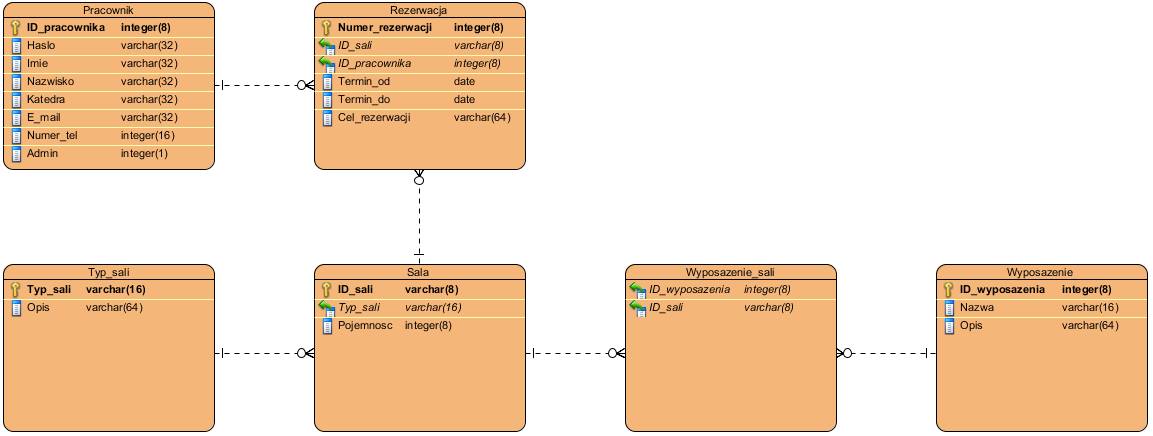 Pracownik
ID_pracownika integer(8)
Haslo varchar(32)
Imie varchar(32)
Nazwisko varchar(32)
Katedra varchar(32)
E_mail varchar(32)
Numer_tel integer(16)
Admin integer(1)
Rezerwacja
Numer_rezerwacji integer(8)
ID_sali varchar(8)
ID_pracownika integer(8)
Termin_od date
Termin_do date
Cel_rezerwacji varchar(64)
Typ_sali
Typ_sali varchar(16)
Opis varchar(64)
Sala
ID_sali varchar(8)
Typ_sali varchar(16)
Pojemnosc integer(8)
Wyposazenie_sali
ID_wyposazenia integer(8)
ID_sali varchar(8)
Wyposazenie
ID_wyposazenia integer(8)
Nazwa varchar(16)
Opis varchar(64)